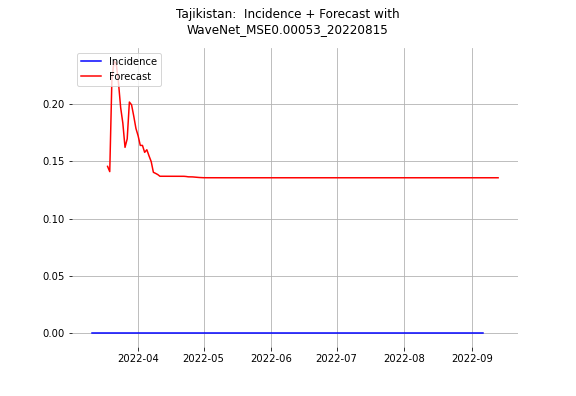 Tajikistan:  Incidence + Forecast with
WaveNet_MSE0.00053_20220815
Incidence
Forecast
0.20
0.15
0.10
0.05
0.00
2022-04 2022-05 2022-06 2022-07 2022-08 2022-09